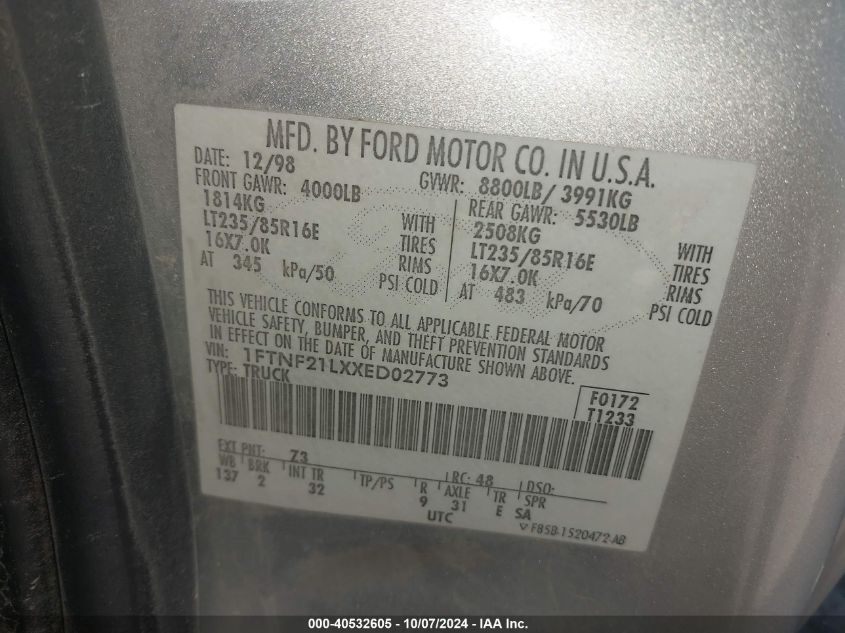 MFD. BY FORD MOTOR CO. IN U.S.A.
DATE: 12/98 GVWR: 8800LB/ 3991KG
FRONT GAWR: 4000LB REAR GAWR: 5530LB
1814KG WITH 2508KG WITH
LT235/85R16E TIRES LT235/85R16E TIRES
16X7.0K RIMS 16X7.0K RIMS
AT 345 kPa/50 PSI COLD AT 483 kPa/70 PSI COLD
THIS VEHICLE CONFORMS TO ALL APPLICABLE FEDERAL MOTOR
VEHICLE SAFETY, BUMPER, AND THEFT PREVENTION STANDARDS
IN EFFECT ON THE DATE OF MANUFACTURE SHOWN ABOVE.
VIN: 1FTNF21LXXED02773
TYPE: TRUCK
F0172
T1233
EXT PNT: Z3 RC: 48 DSO:
WB BRK INT TR TP/PS R AXLE TR SPR
137 2 32 9 31 E SA
UTC
F85B-1520472-AB
000-40532605 - 10/07/2024 - IAA Inc.